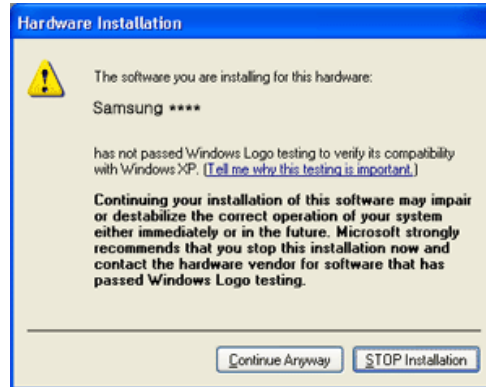 Hardware Installation
The software you are installing for this hardware:
Samsung ****
has not passed Windows Logo testing to verify its compatibility
with Windows XP. (Tell me why this testing is important.)
Continuing your installation of this software may impair
or destabilize the correct operation of your system
either immediately or in the future. Microsoft strongly
recommends that you stop this installation now and
contact the hardware vendor for software that has
passed Windows Logo testing.
Continue Anyway
STOP Installation